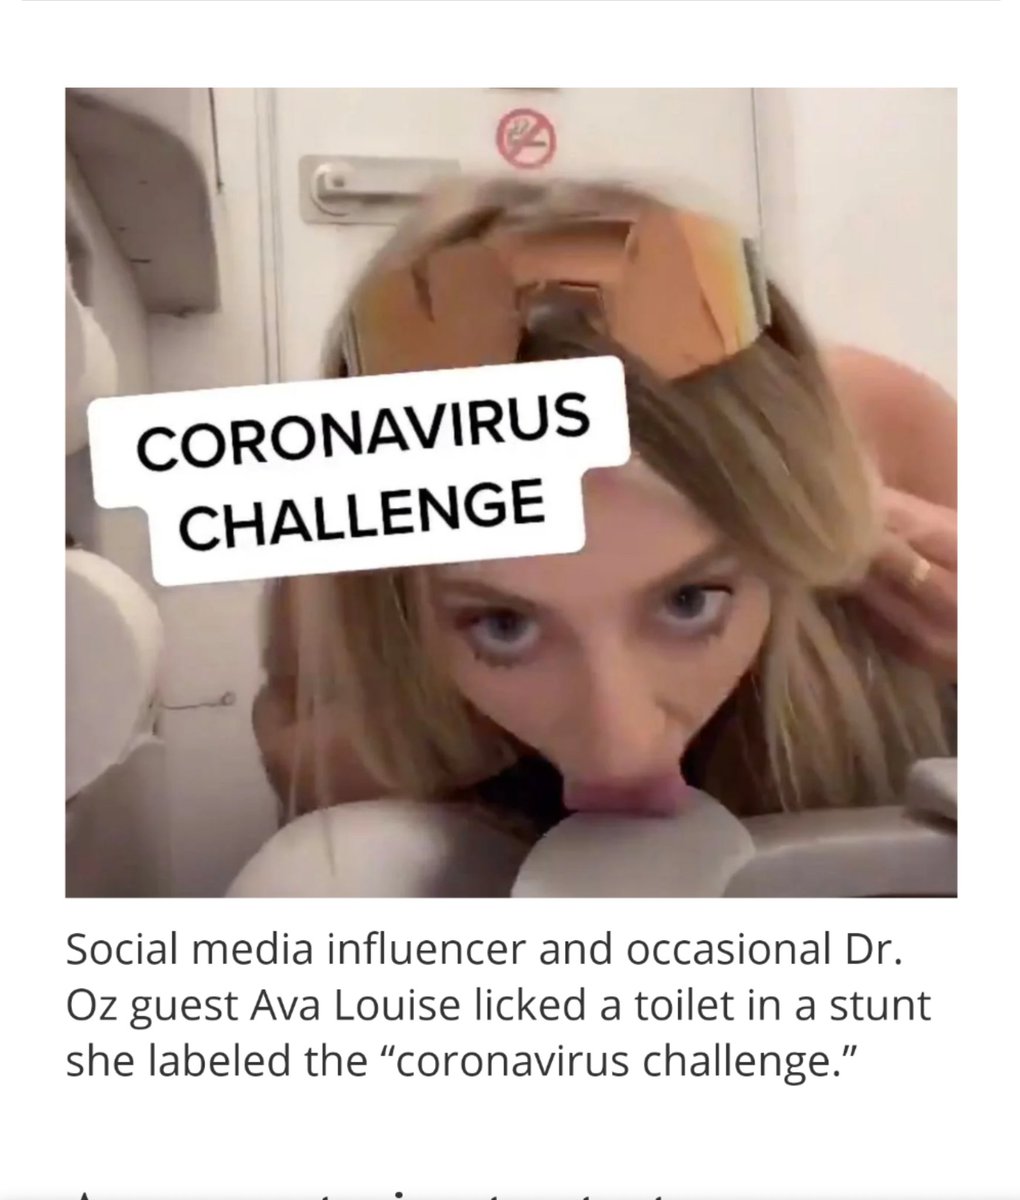 CORONAVIRUS
CHALLENGE
Social media influencer and occasional Dr.
Oz guest Ava Louise licked a toilet in a stunt
she labeled the “coronavirus challenge.”